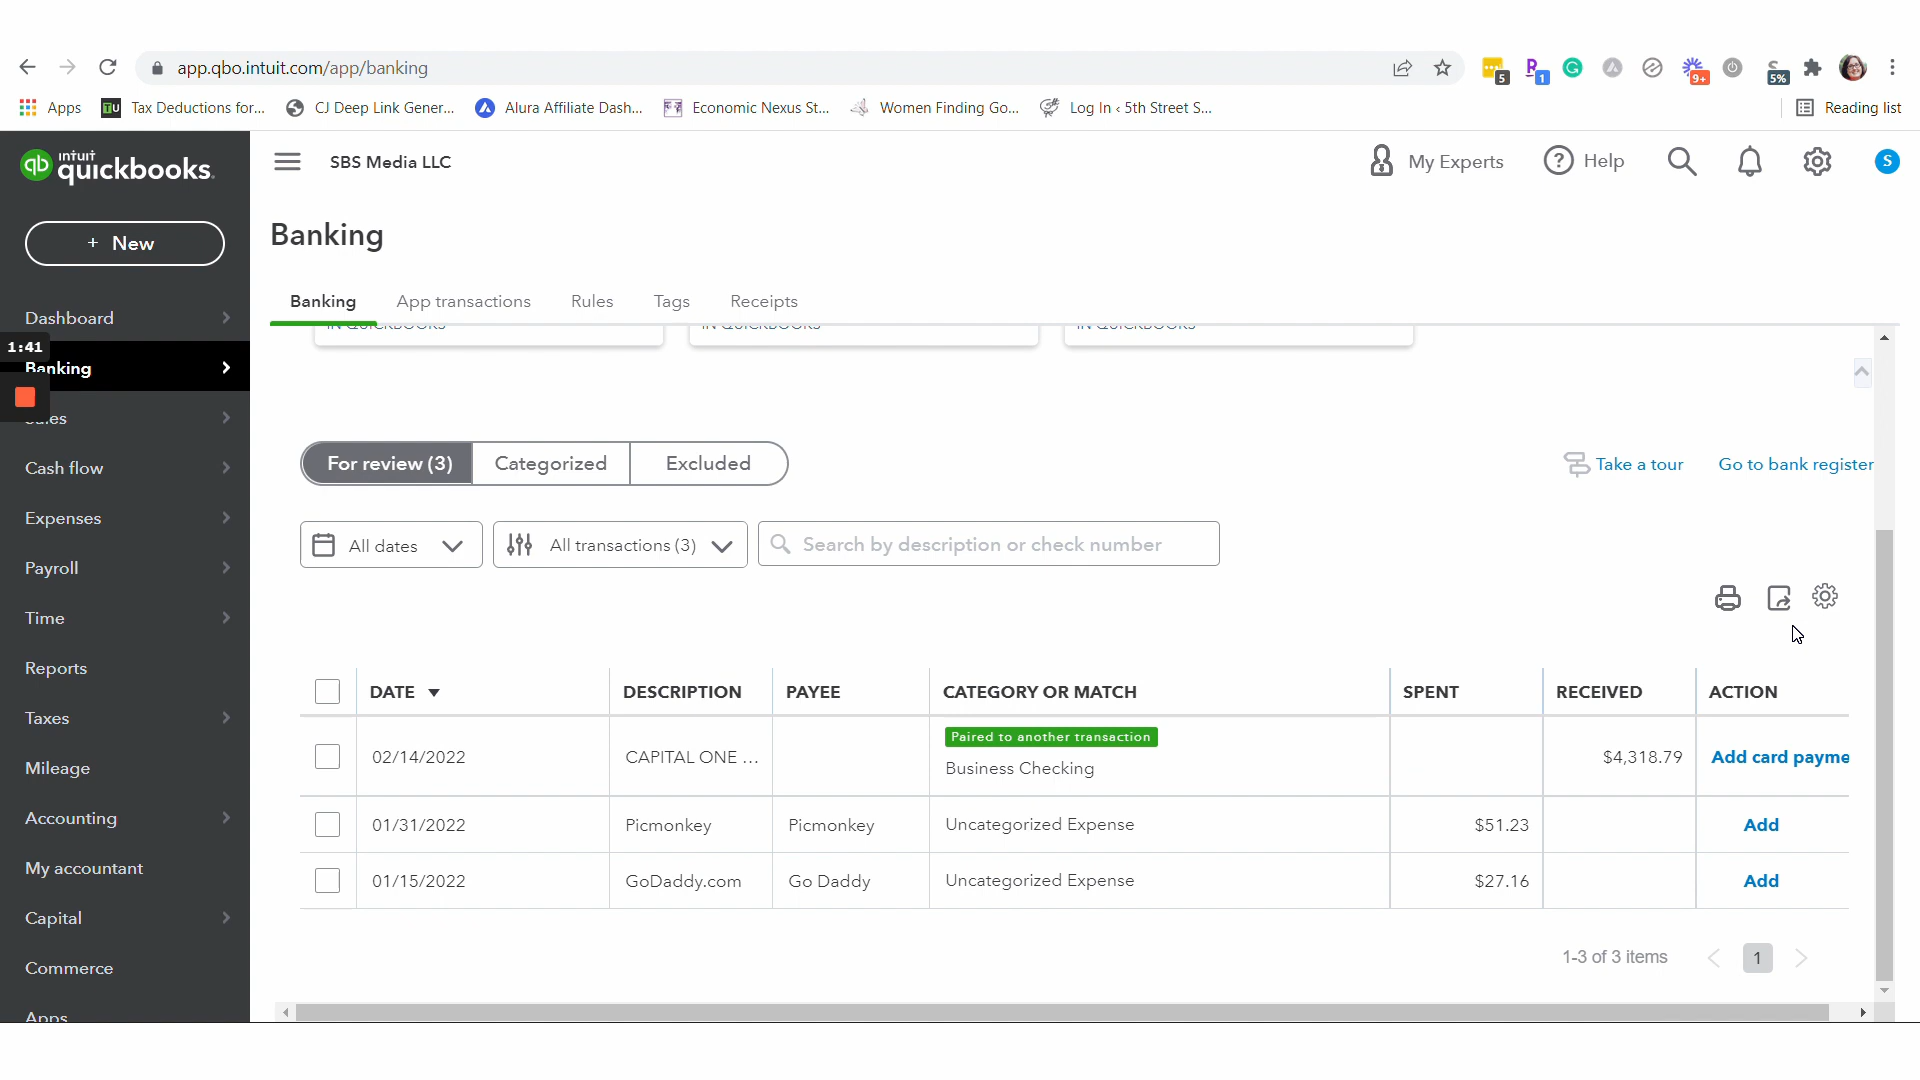 app.qbo.intuit.com/app/banking
5
1
9+
5%
Apps
TU
Tax Deductions for...
CJ Deep Link Gener...
Alura Affiliate Dash...
Economic Nexus St...
Women Finding Go...
Log In ‹ 5th Street S...
Reading list
qb
intuit
quickbooks.
SBS Media LLC
My Experts
Help
S
+ New
Banking
Banking
App transactions
Rules
Tags
Receipts
Dashboard
1:41
Banking
Sales
Cash flow
Expenses
Payroll
Time
Reports
Taxes
Mileage
Accounting
My accountant
Capital
Commerce
Apps
IN QUICKBOOKS
IN QUICKBOOKS
IN QUICKBOOKS
For review (3)
Categorized
Excluded
Take a tour
Go to bank register
All dates
All transactions (3)
Search by description or check number
DATE ▼
DESCRIPTION
PAYEE
CATEGORY OR MATCH
SPENT
RECEIVED
ACTION
02/14/2022
CAPITAL ONE ...
Paired to another transaction
Business Checking
$4,318.79
Add card payme
01/31/2022
Picmonkey
Picmonkey
Uncategorized Expense
$51.23
Add
01/15/2022
GoDaddy.com
Go Daddy
Uncategorized Expense
$27.16
Add
1-3 of 3 items
1